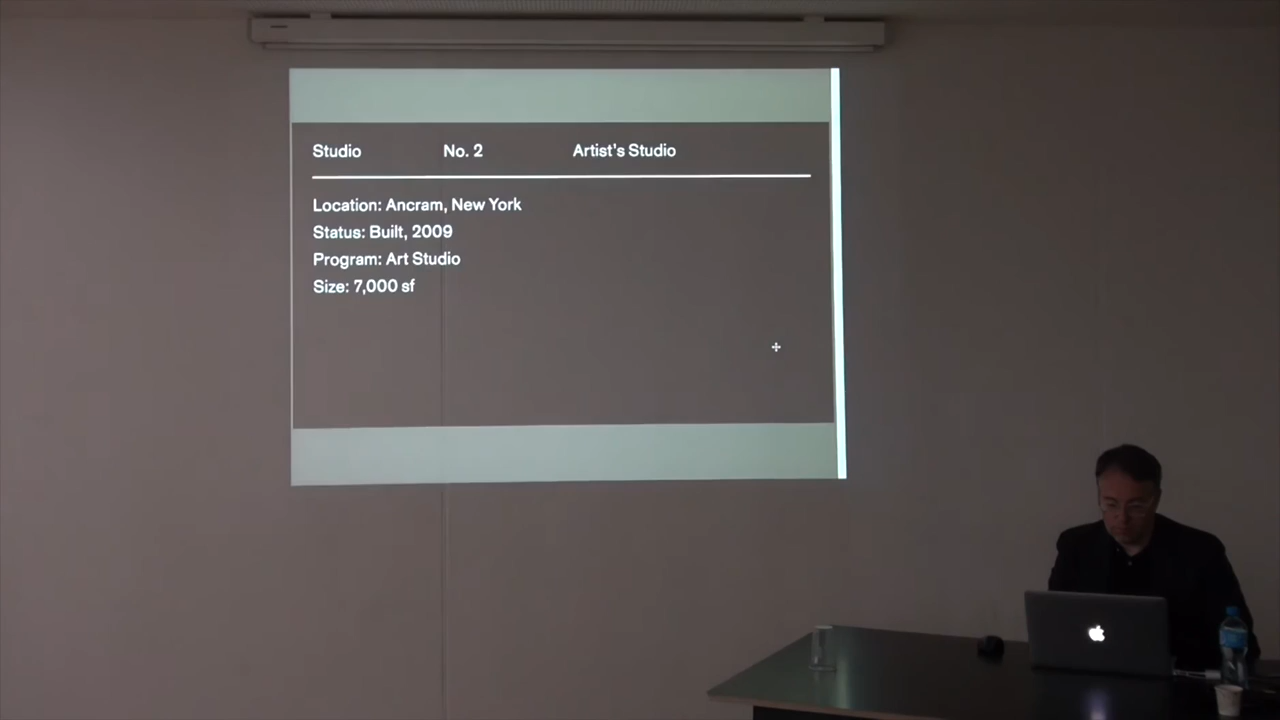 Studio No. 2 Artist's Studio
Location: Ancram, New York
Status: Built, 2009
Program: Art Studio
Size: 7,000 sf